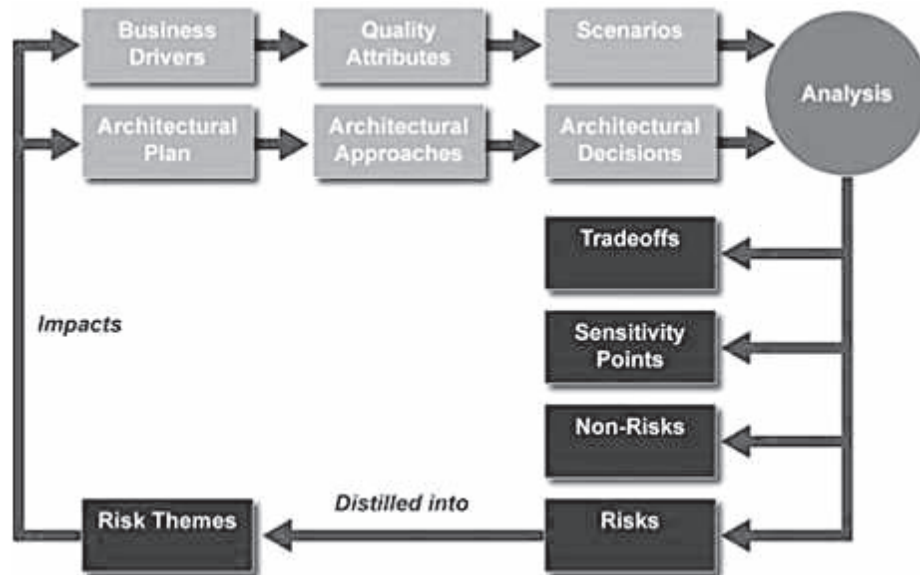 Business
Drivers
Quality
Attributes
Scenarios
Analysis
Architectural
Plan
Architectural
Approaches
Architectural
Decisions
Tradeoffs
Impacts
Sensitivity
Points
Non-Risks
Distilled into
Risk Themes
Risks